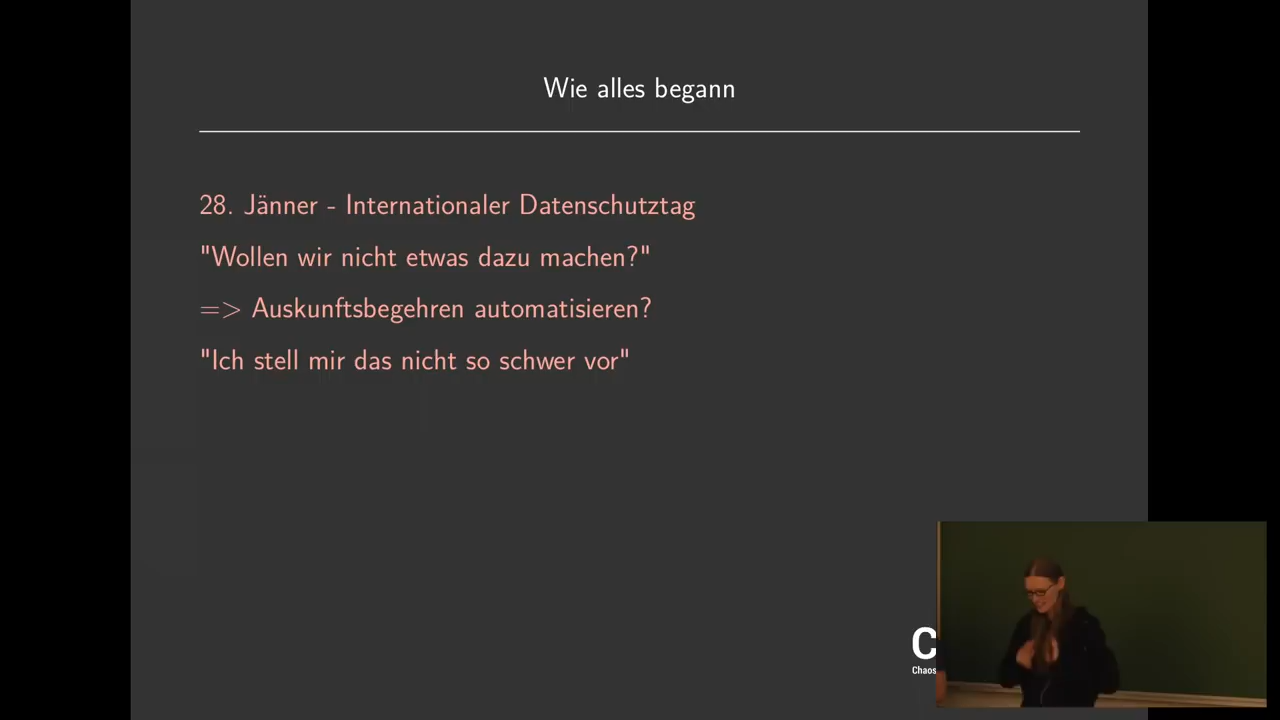 Wie alles begann
28. Jänner - Internationaler Datenschutztag
"Wollen wir nicht etwas dazu machen?"
=> Auskunftsbegehren automatisieren?
"Ich stell mir das nicht so schwer vor"
C
Chaos